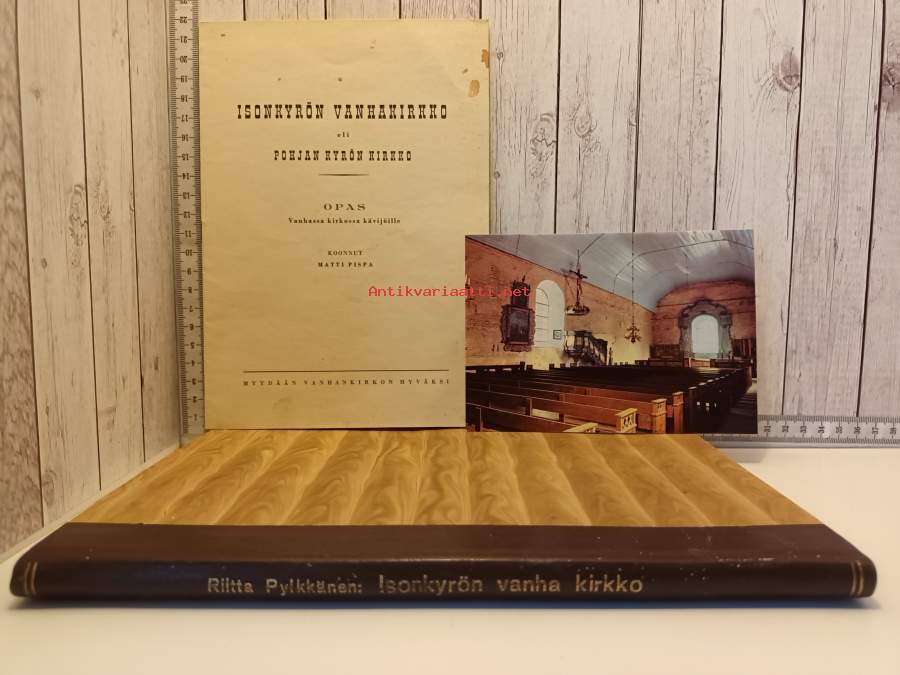 ISONKYRÖN VANHAKIRKKO
eli
POHJAN KYRÖN KIRKKO
OPAS
Vanhassa kirkossa kävijöille
KOONNUT
MATTI PISPA
MYYDÄÄN VANHANKIRKON HYVÄKSI
Antikvariaatti.net
Riitta Pylkkänen: Isonkyrön vanha kirkko